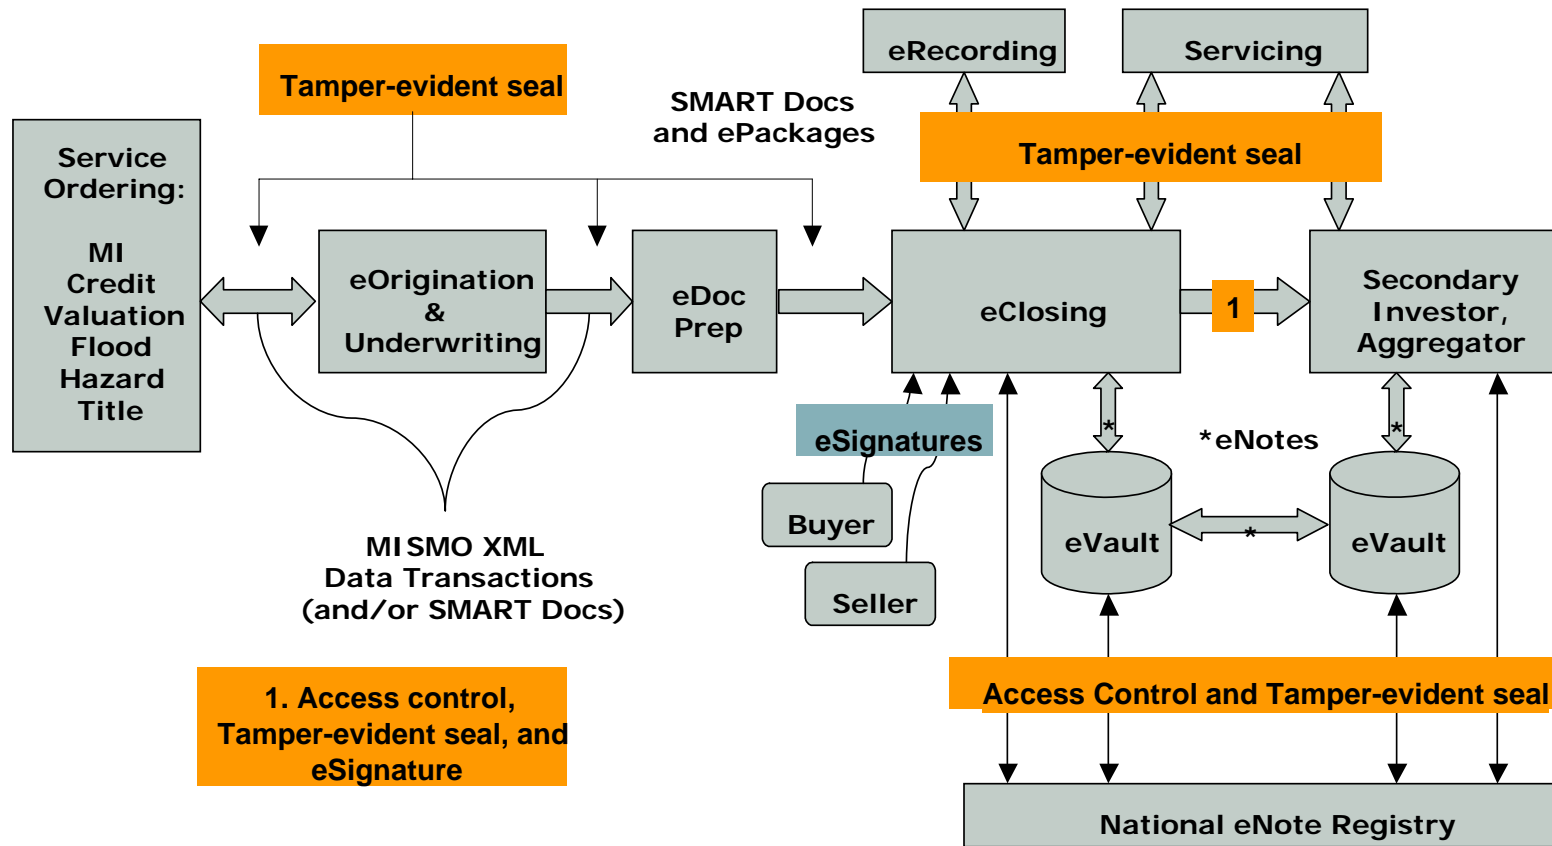 eRecording
Servicing
Tamper-evident seal
SMART Docs
and ePackages
Tamper-evident seal
Service
Ordering:
MI
Credit
Valuation
Flood
Hazard
Title
eOrigination
&
Underwriting
eDoc
Prep
eClosing
1
Secondary
Investor,
Aggregator
eSignatures
*
*
*eNotes
Buyer
eVault
*
eVault
Seller
MISMO XML
Data Transactions
(and/or SMART Docs)
1. Access control,
Tamper-evident seal, and
eSignature
Access Control and Tamper-evident seal
National eNote Registry